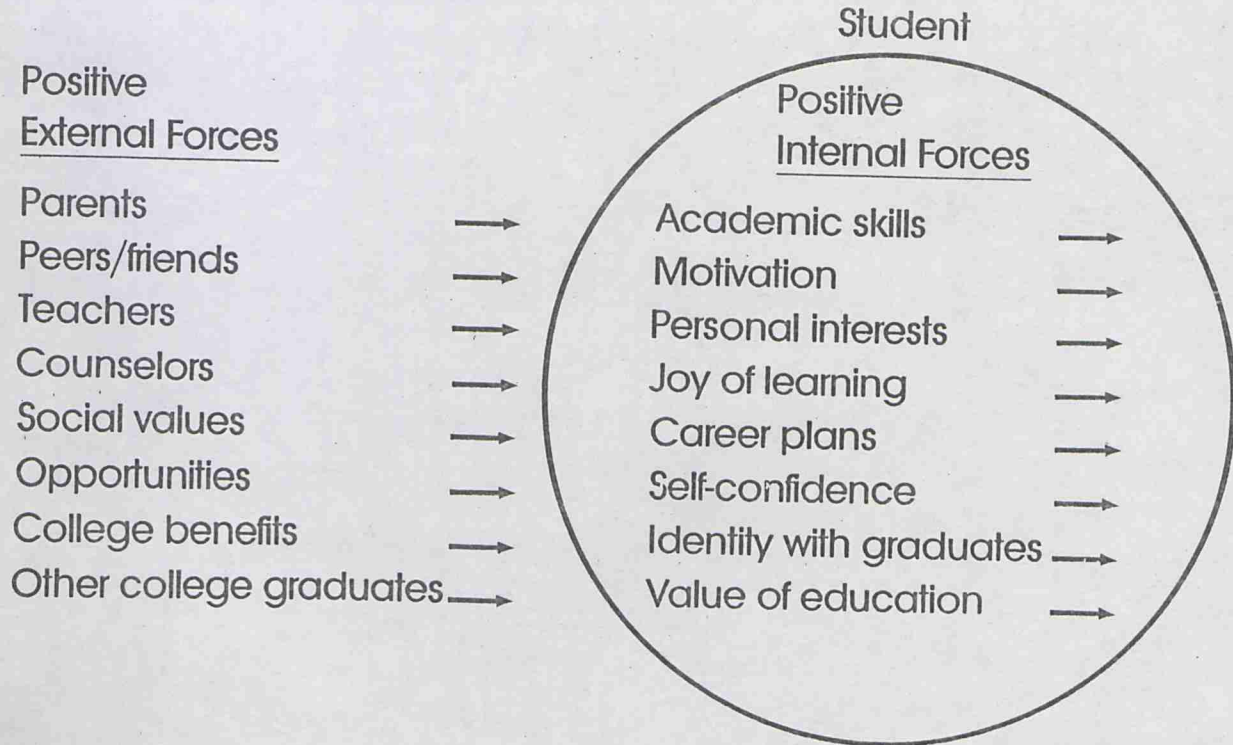 Student
Positive
External Forces
Parents
Peers/friends
Teachers
Counselors
Social values
Opportunities
College benefits
Other college graduates
Positive
Internal Forces
Academic skills
Motivation
Personal interests
Joy of learning
Career plans
Self-confidence
Identity with graduates
Value of education